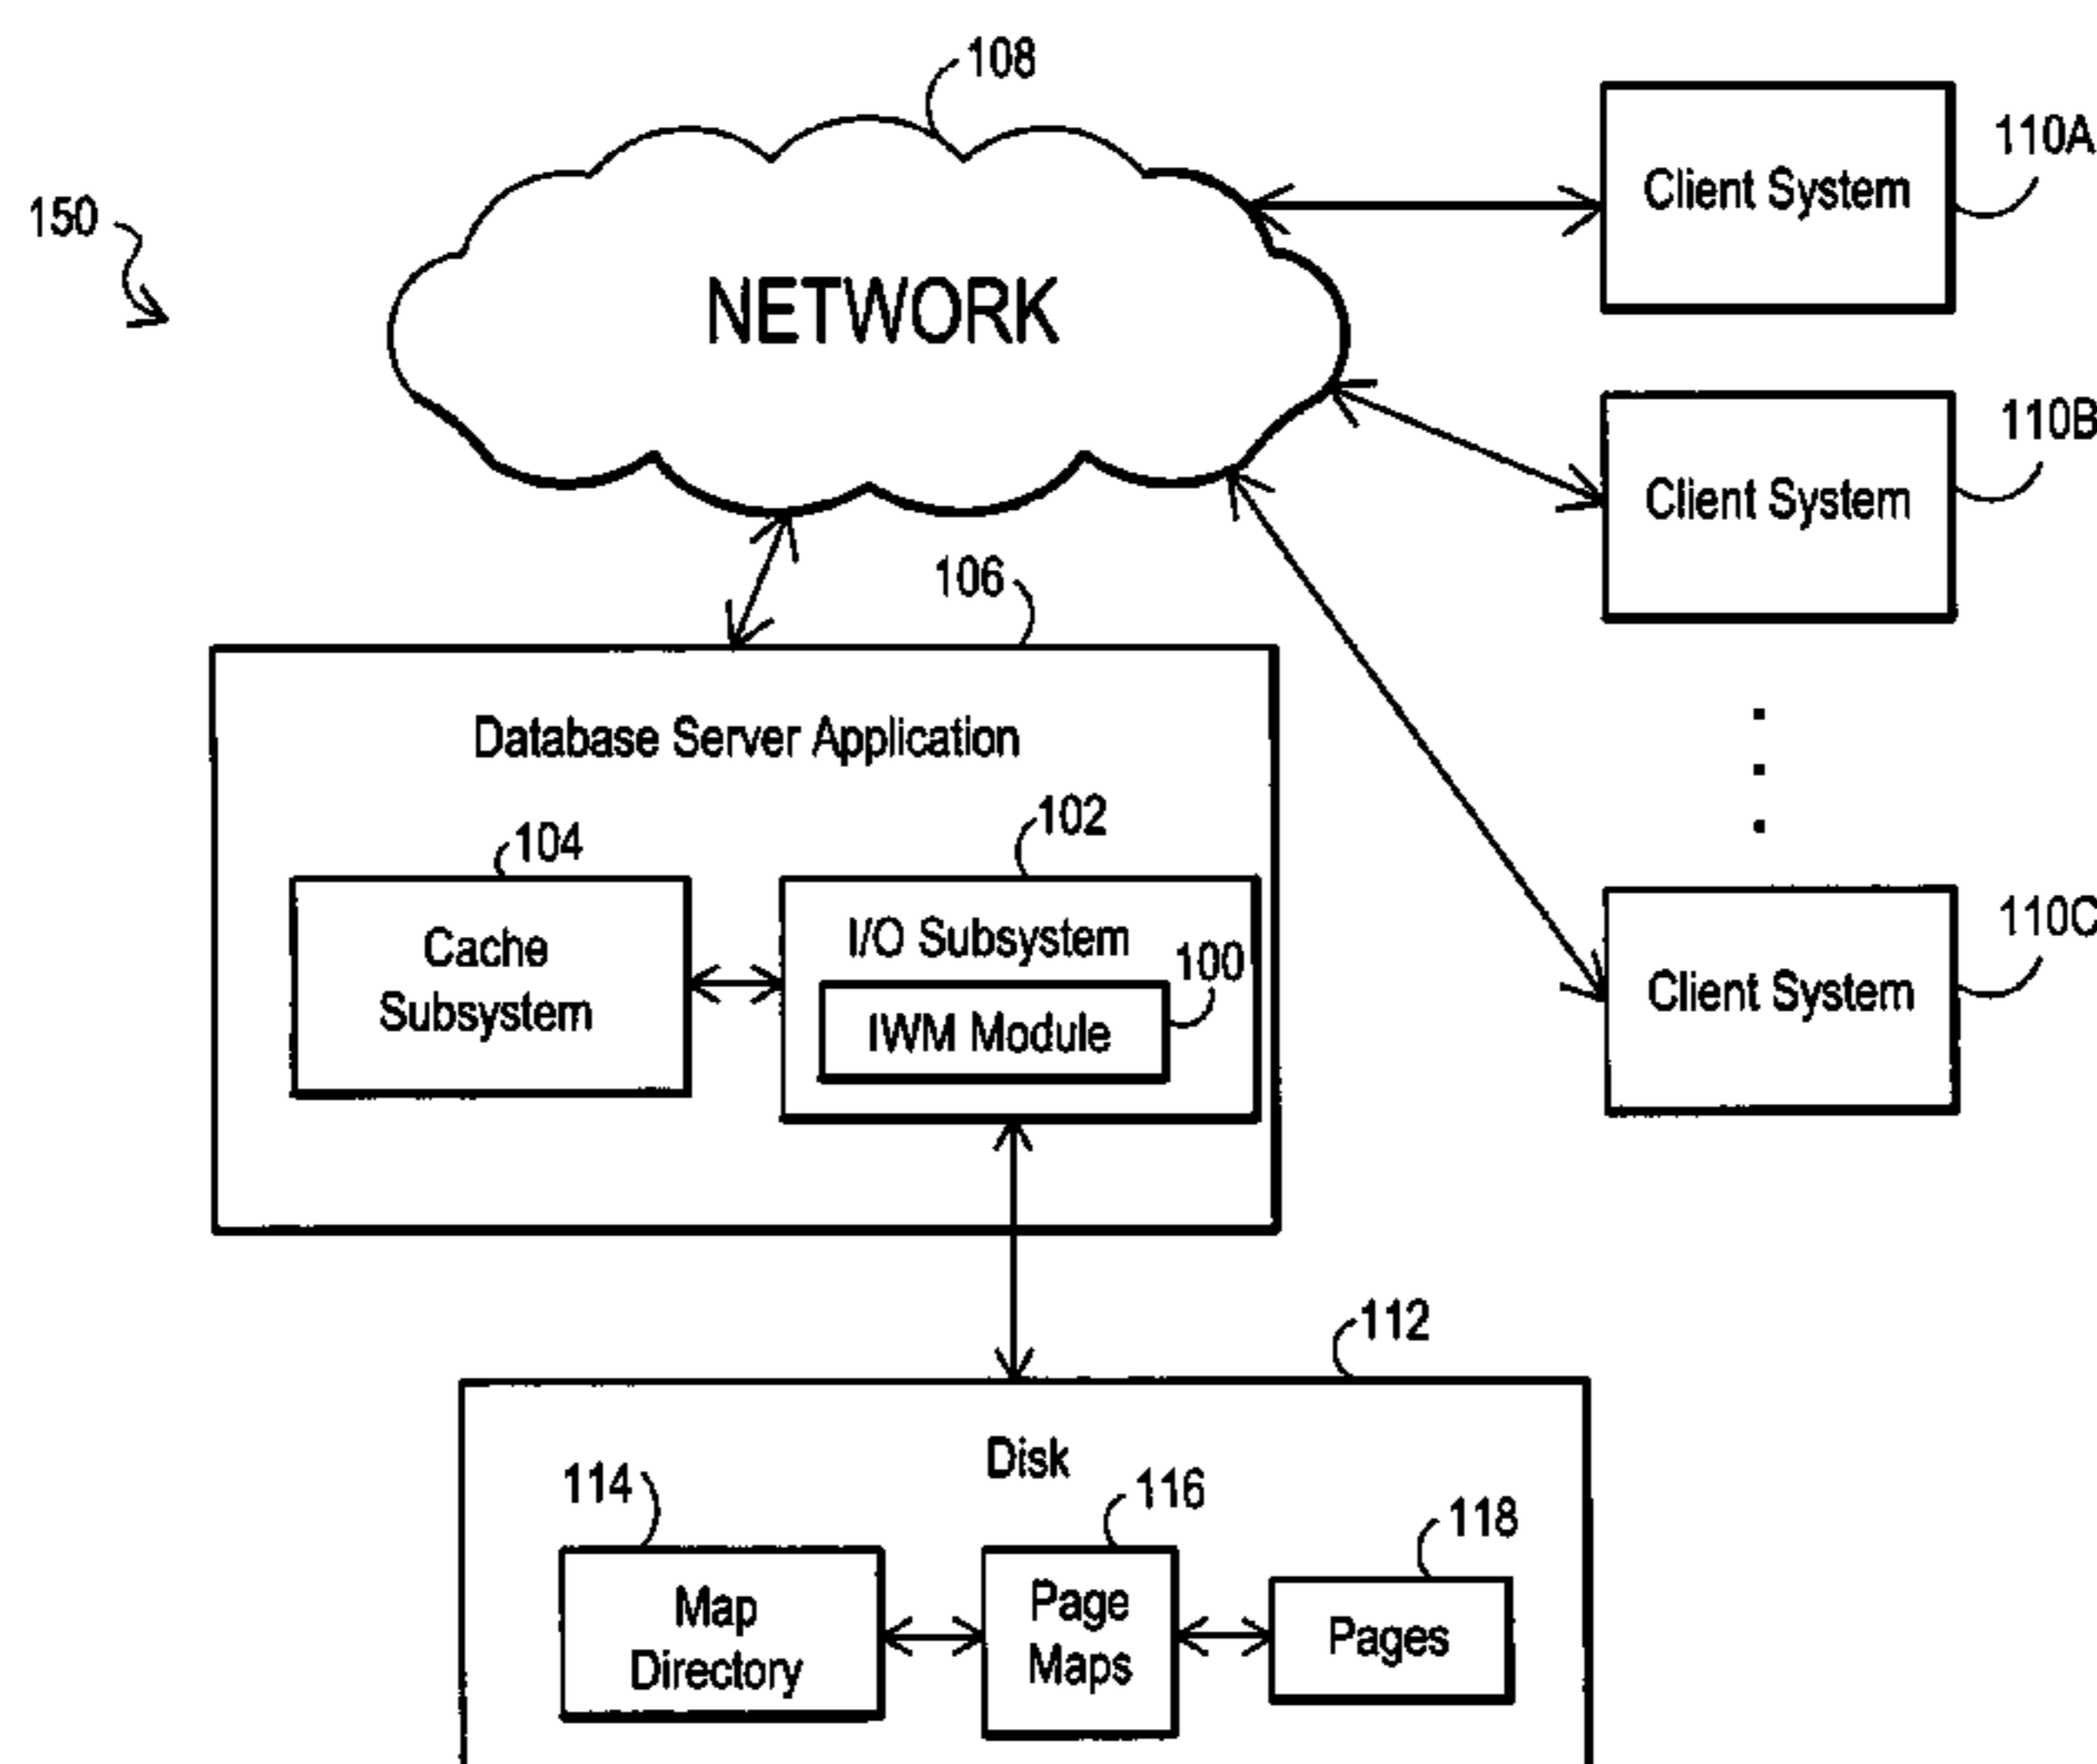 108
150
NETWORK
Client System
110A
Client System
110B
106
Database Server Application
104
102
Cache
Subsystem
I/O Subsystem
100
IWM Module
Client System
110C
112
Disk
114
116
118
Map
Directory
Page
Maps
Pages